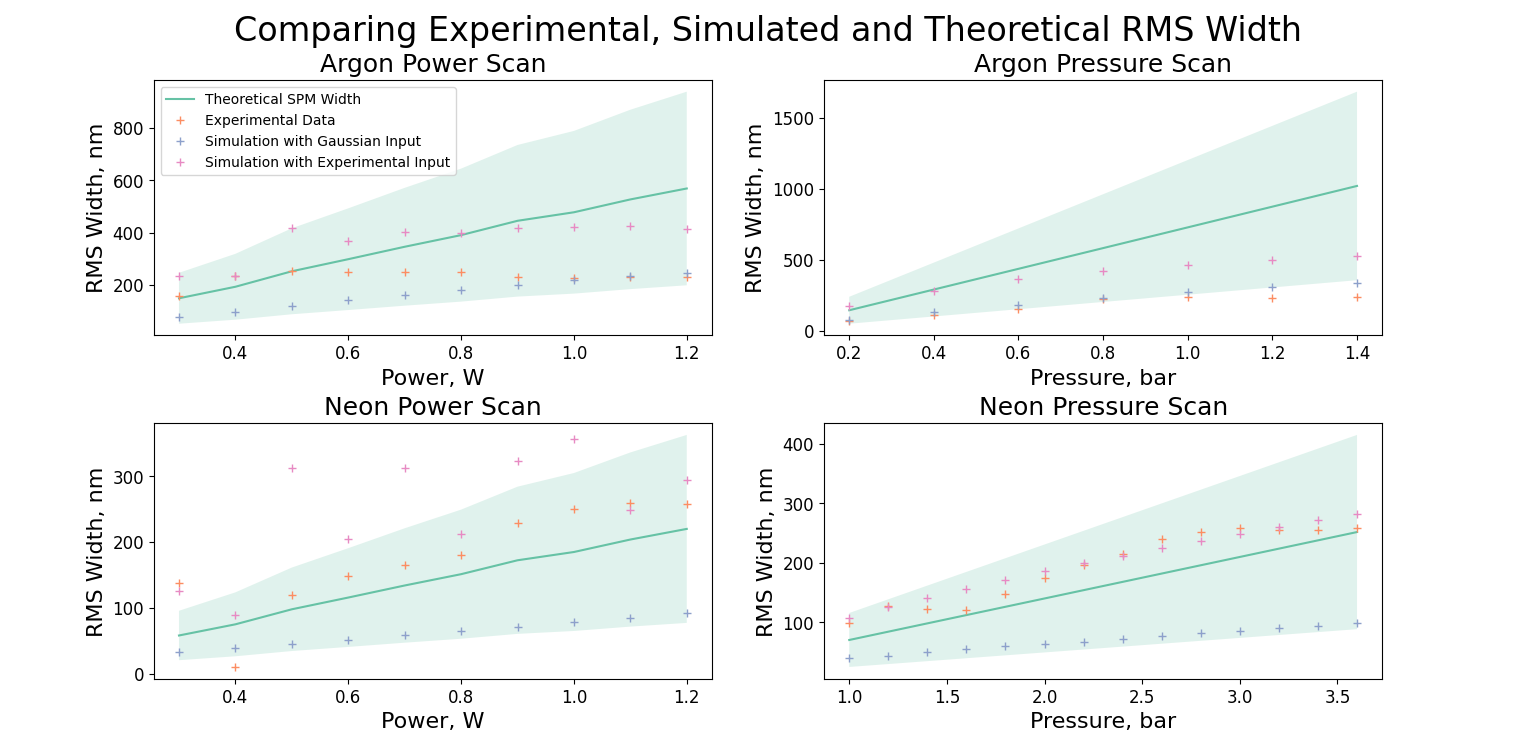 Comparing Experimental, Simulated and Theoretical RMS Width
Argon Power Scan
RMS Width, nm
800
600
400
200
Theoretical SPM Width
Experimental Data
Simulation with Gaussian Input
Simulation with Experimental Input
0.4 0.6 0.8 1.0 1.2
Power, W
Argon Pressure Scan
RMS Width, nm
1500
1000
500
0
0.2 0.4 0.6 0.8 1.0 1.2 1.4
Pressure, bar
Neon Power Scan
RMS Width, nm
300
200
100
0
0.4 0.6 0.8 1.0 1.2
Power, W
Neon Pressure Scan
RMS Width, nm
400
300
200
100
1.0 1.5 2.0 2.5 3.0 3.5
Pressure, bar